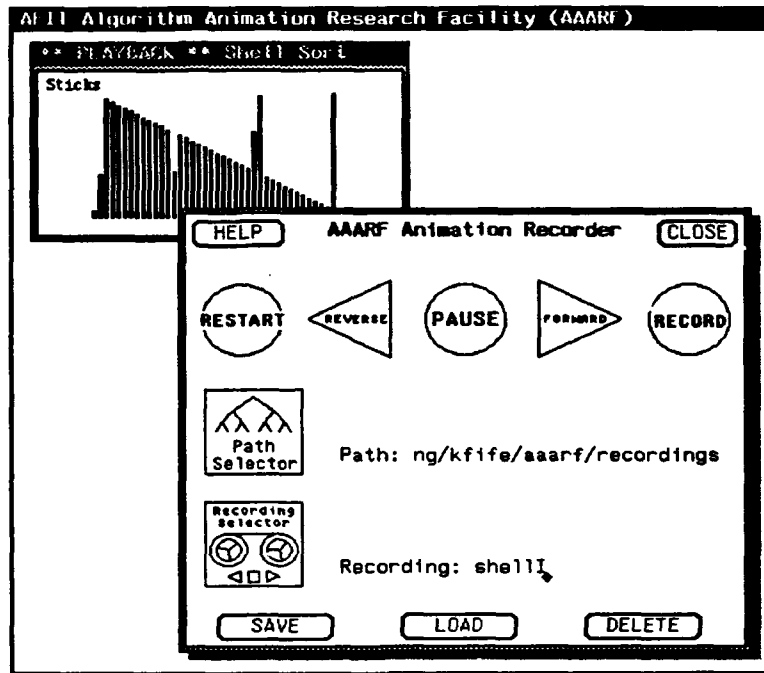 AFIT Algorithm Animation Research Facility (AAARF)
** PLAYBACK ** Shell Sort
Sticks
HELP AAARF Animation Recorder CLOSE
RESTART REVERSE PAUSE FORWARD RECORD
Path
Selector
Path: ng/kfife/aaarf/recordings
Recording
Selector
Recording: shell
SAVE LOAD DELETE